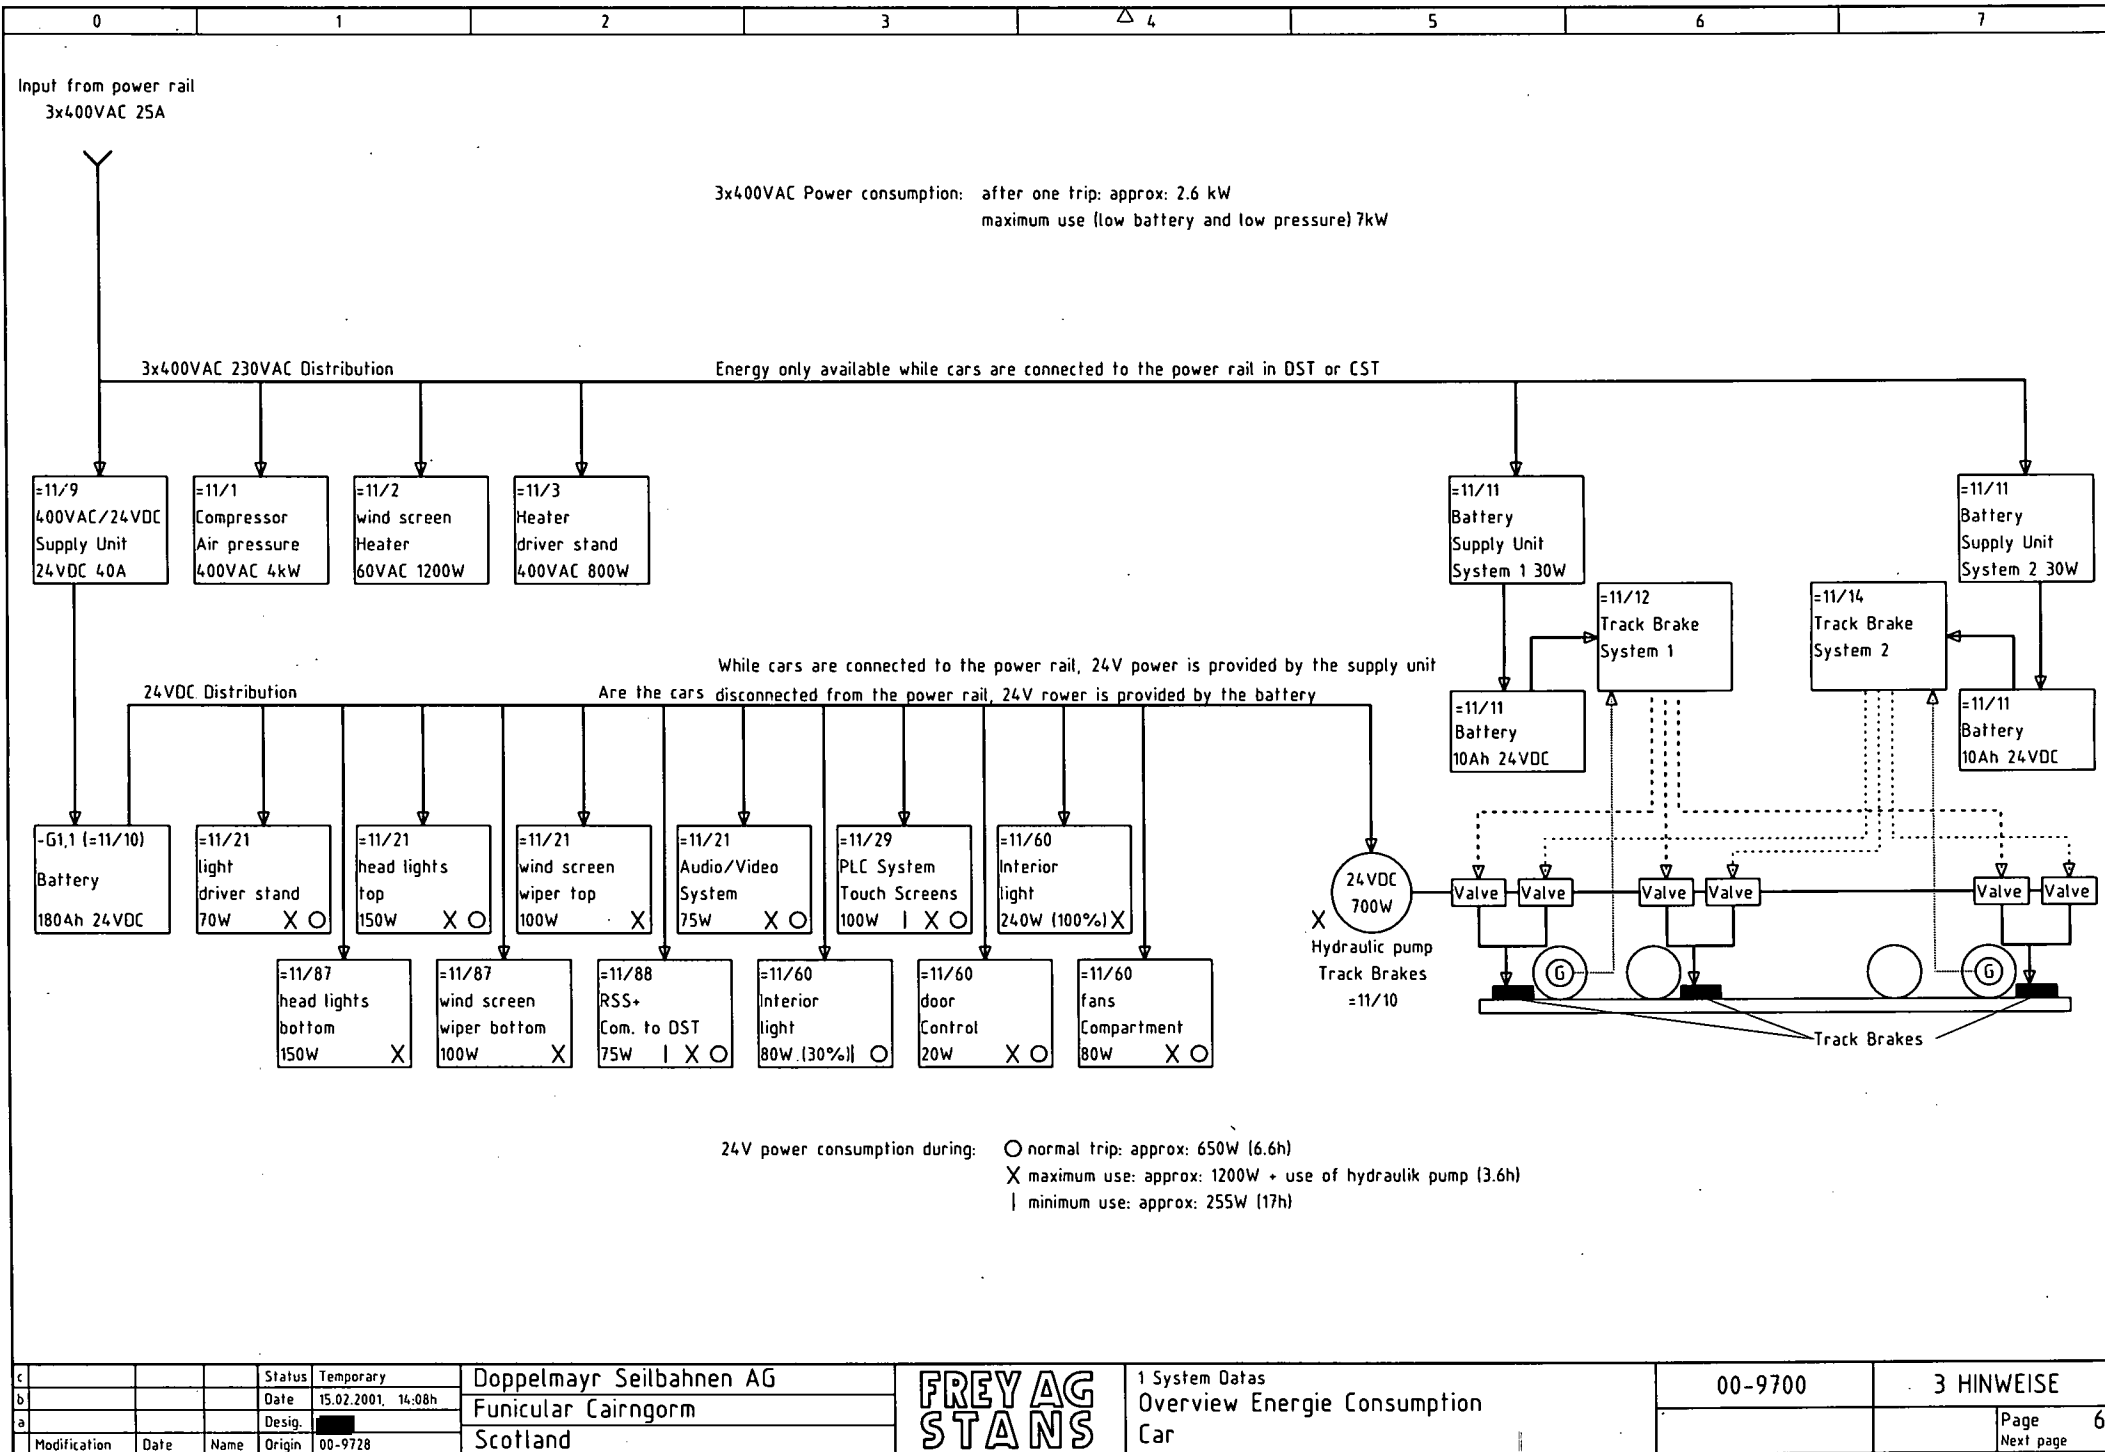 0 1 2 3 4 5 6 7
Input from power rail
3x400VAC 25A
3x400VAC Power consumption: after one trip: approx: 2.6 kW
maximum use (low battery and low pressure) 7kW
3x400VAC 230VAC Distribution
Energy only available while cars are connected to the power rail in DST or CST
=11/9
400VAC/24VDC
Supply Unit
24VDC 40A
=11/1
Compressor
Air pressure
400VAC 4kW
=11/2
wind screen
Heater
60VAC 1200W
=11/3
Heater
driver stand
400VAC 800W
=11/11
Battery
Supply Unit
System 1 30W
=11/11
Battery
Supply Unit
System 2 30W
=11/12
Track Brake
System 1
=11/14
Track Brake
System 2
=11/11
Battery
10Ah 24VDC
=11/11
Battery
10Ah 24VDC
While cars are connected to the power rail, 24V power is provided by the supply unit
24VDC Distribution
Are the cars disconnected from the power rail, 24V rower is provided by the battery
-G1,1 (=11/10)
Battery
180Ah 24VDC
=11/21
light
driver stand
70W X O
=11/21
head lights
top
150W X O
=11/21
wind screen
wiper top
100W X
=11/21
Audio/Video
System
75W X O
=11/29
PLC System
Touch Screens
100W | X O
=11/60
Interior
light
240W (100%) X
24VDC
700W
X
Hydraulic pump
Track Brakes
=11/10
Valve Valve Valve Valve Valve Valve
G G
Track Brakes
=11/87
head lights
bottom
150W X
=11/87
wind screen
wiper bottom
100W X
=11/88
RSS+
Com. to DST
75W | X O
=11/60
Interior
light
80W (30%) | O
=11/60
door
Control
20W X O
=11/60
fans
Compartment
80W X O
24V power consumption during: O normal trip: approx: 650W (6.6h)
X maximum use: approx: 1200W + use of hydraulik pump (3.6h)
| minimum use: approx: 255W (17h)
c
b
a
Modification Date Name
Status Temporary
Date 15.02.2001, 14:08h
Desig.
Origin 00-9728
Doppelmayr Seilbahnen AG
Funicular Cairngorm
Scotland
FREY AG
STANS
1 System Datas
Overview Energie Consumption
Car
00-9700
3 HINWEISE
Page 6
Next page